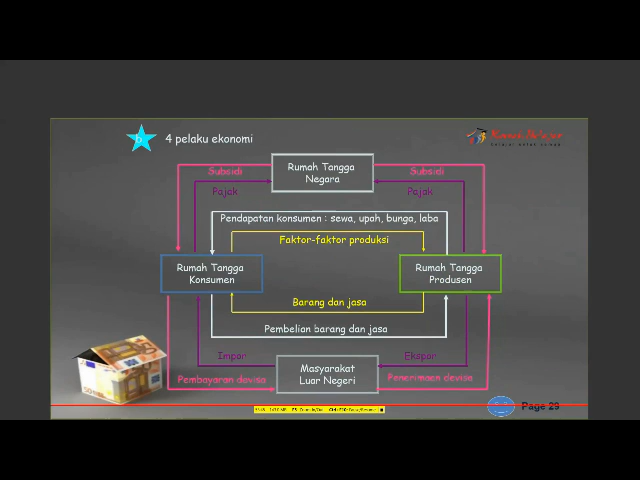 b
4 pelaku ekonomi
Rumah Tangga
Negara
Subsidi
Subsidi
Pajak
Pajak
Pendapatan konsumen : sewa, upah, bunga, laba
Faktor-faktor produksi
Rumah Tangga
Konsumen
Rumah Tangga
Produsen
Barang dan jasa
Pembelian barang dan jasa
Impor
Ekspor
Masyarakat
Luar Negeri
Pembayaran devisa
Penerimaan devisa
Page 29